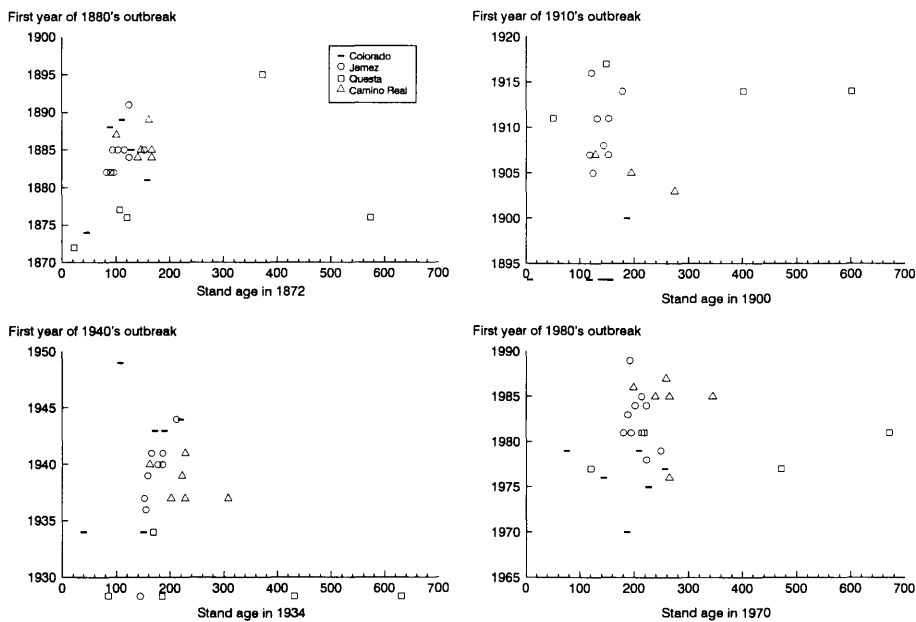 First year of 1880's outbreak
1900
1895
1890
1885
1880
1875
1870
0 100 200 300 400 500 600 700
Stand age in 1872
Colorado
Jemez
Questa
Camino Real
First year of 1910's outbreak
1920
1915
1910
1905
1900
1895
0 100 200 300 400 500 600 700
Stand age in 1900
First year of 1940's outbreak
1950
1945
1940
1935
1930
0 100 200 300 400 500 600 700
Stand age in 1934
First year of 1980's outbreak
1990
1985
1980
1975
1970
1965
0 100 200 300 400 500 600 700
Stand age in 1970